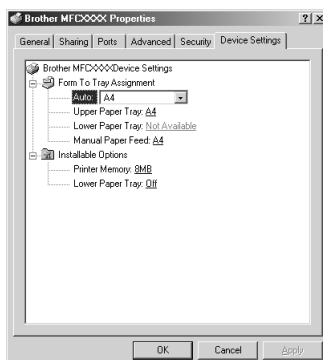 Brother MFCXXXX Properties
General Sharing Ports Advanced Security Device Settings
Brother MFCXXXXDevice Settings
Form To Tray Assignment
Auto: A4
Upper Paper Tray: A4
Lower Paper Tray: Not Available
Manual Paper Feed: A4
Installable Options
Printer Memory: 8MB
Lower Paper Tray: Off
OK Cancel Apply